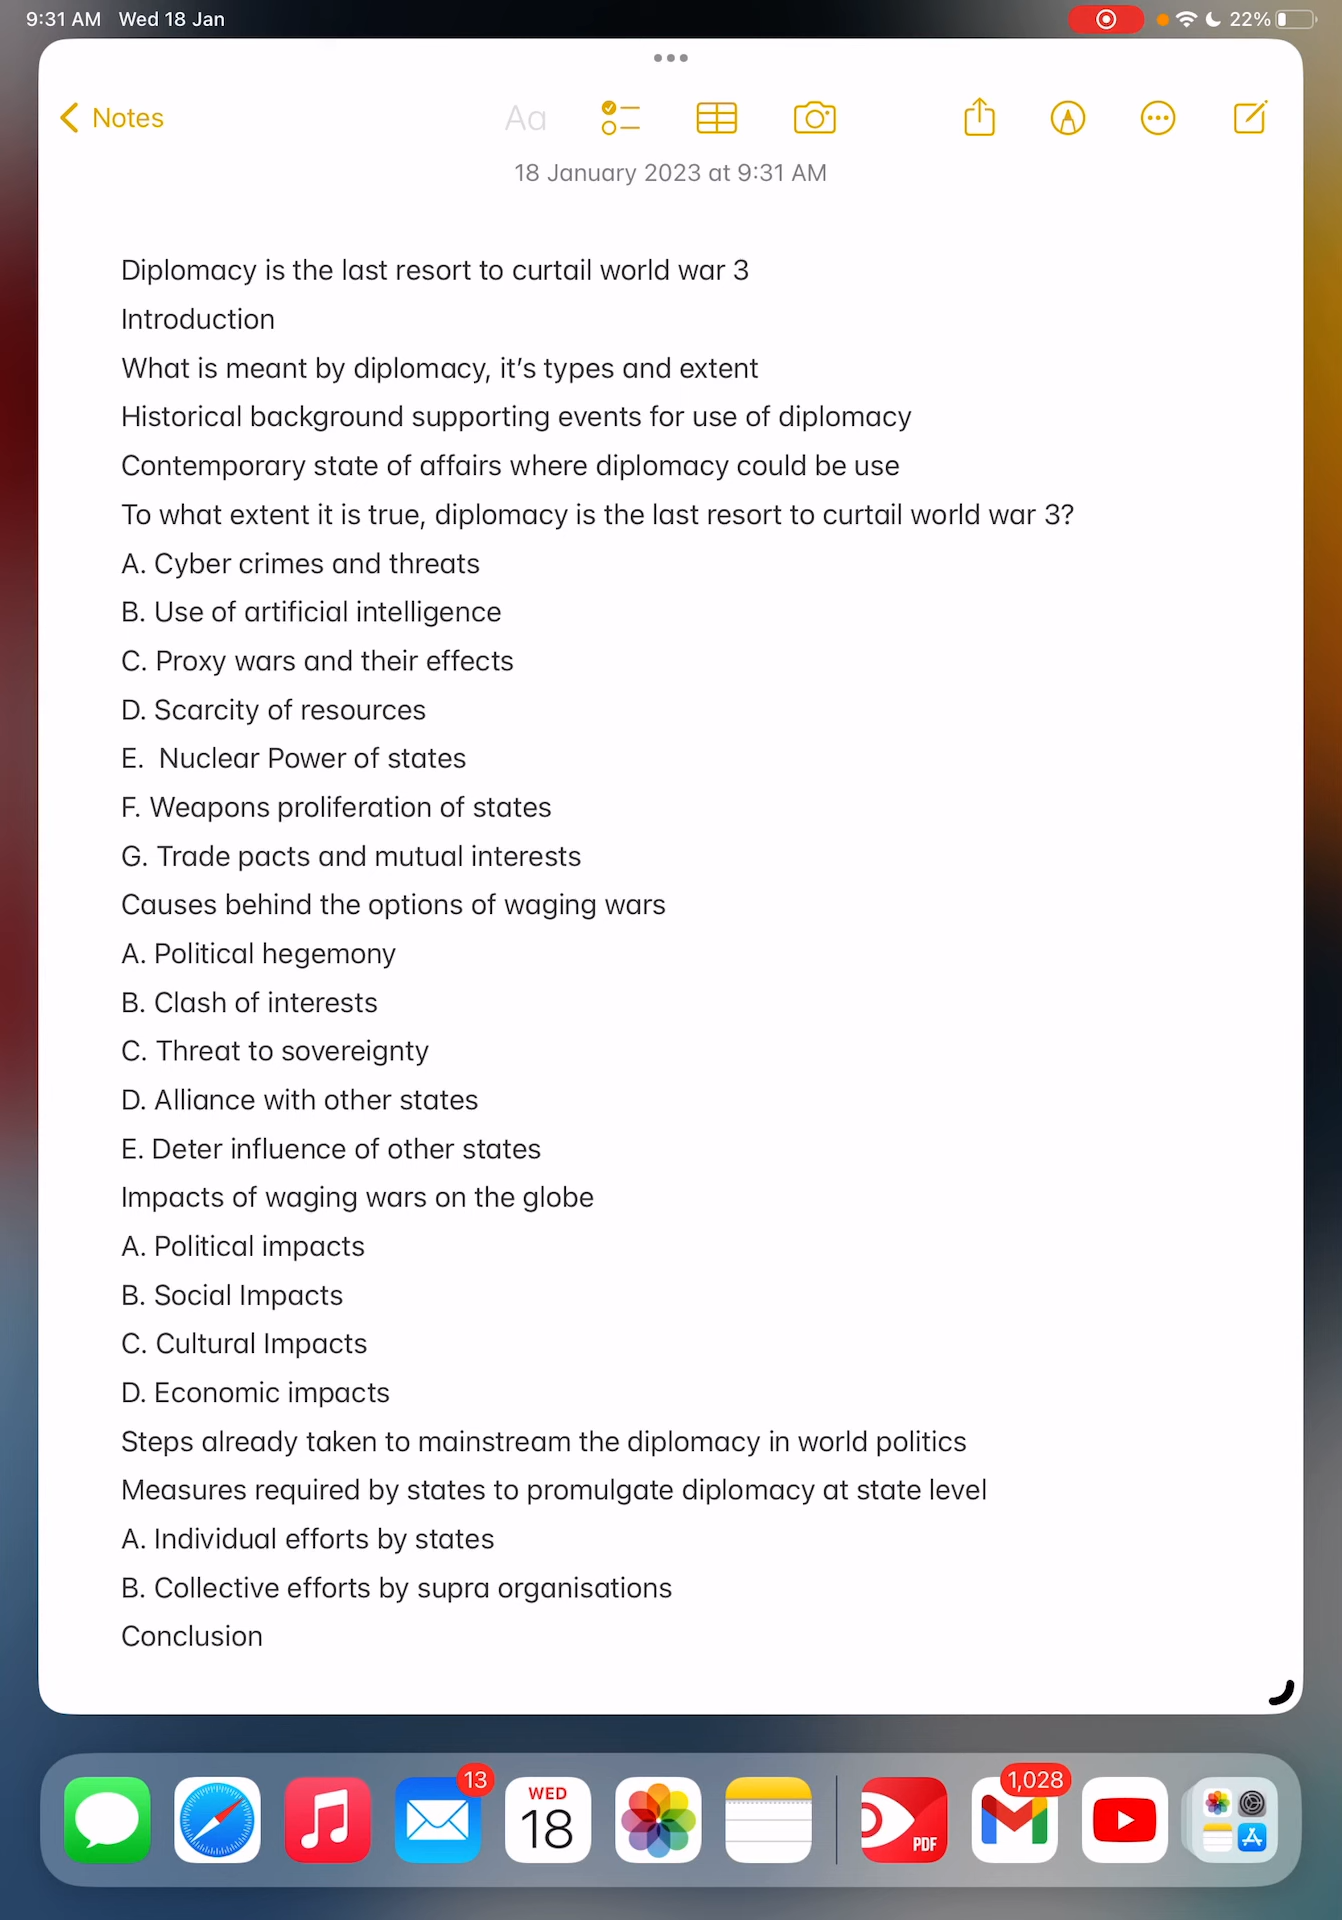 9:31 AM Wed 18 Jan
22%
Notes
Aa
18 January 2023 at 9:31 AM
Diplomacy is the last resort to curtail world war 3
Introduction
What is meant by diplomacy, it’s types and extent
Historical background supporting events for use of diplomacy
Contemporary state of affairs where diplomacy could be use
To what extent it is true, diplomacy is the last resort to curtail world war 3?
A. Cyber crimes and threats
B. Use of artificial intelligence
C. Proxy wars and their effects
D. Scarcity of resources
E.  Nuclear Power of states
F. Weapons proliferation of states
G. Trade pacts and mutual interests
Causes behind the options of waging wars
A. Political hegemony
B. Clash of interests
C. Threat to sovereignty
D. Alliance with other states
E. Deter influence of other states
Impacts of waging wars on the globe
A. Political impacts
B. Social Impacts
C. Cultural Impacts
D. Economic impacts
Steps already taken to mainstream the diplomacy in world politics
Measures required by states to promulgate diplomacy at state level
A. Individual efforts by states
B. Collective efforts by supra organisations
Conclusion
13
WED
18
PDF
1,028